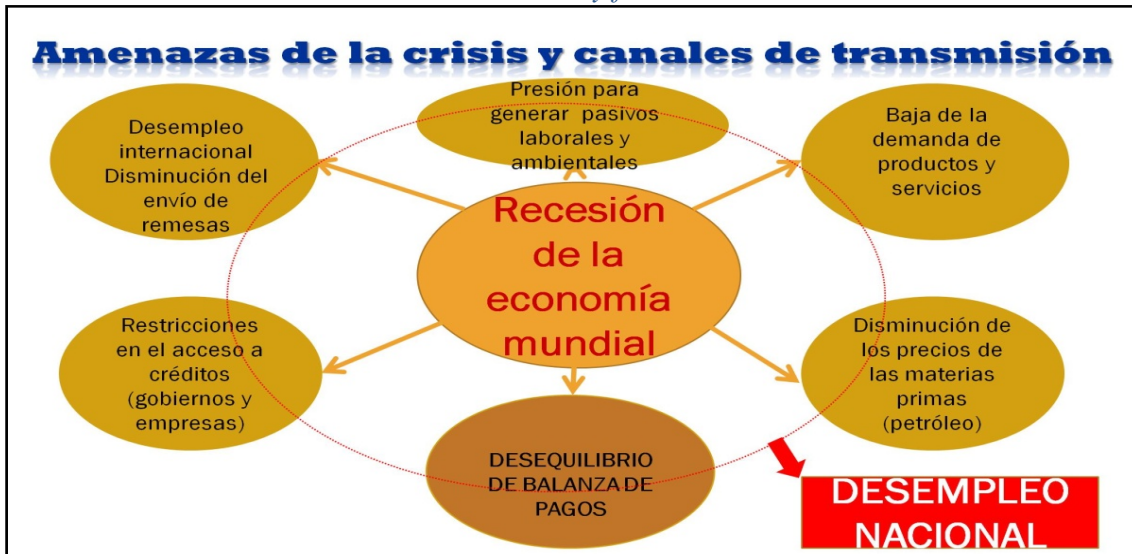 Amenazas de la crisis y canales de transmisión
Desempleo
internacional
Disminución del
envío de
remesas
Presión para
generar pasivos
laborales y
ambientales
Baja de la
demanda de
productos y
servicios
Recesión
de la
economía
mundial
Restricciones
en el acceso a
créditos
(gobiernos y
empresas)
Disminución de
los precios de
las materias
primas
(petróleo)
DESEQUILIBRIO
DE BALANZA DE
PAGOS
DESEMPLEO
NACIONAL